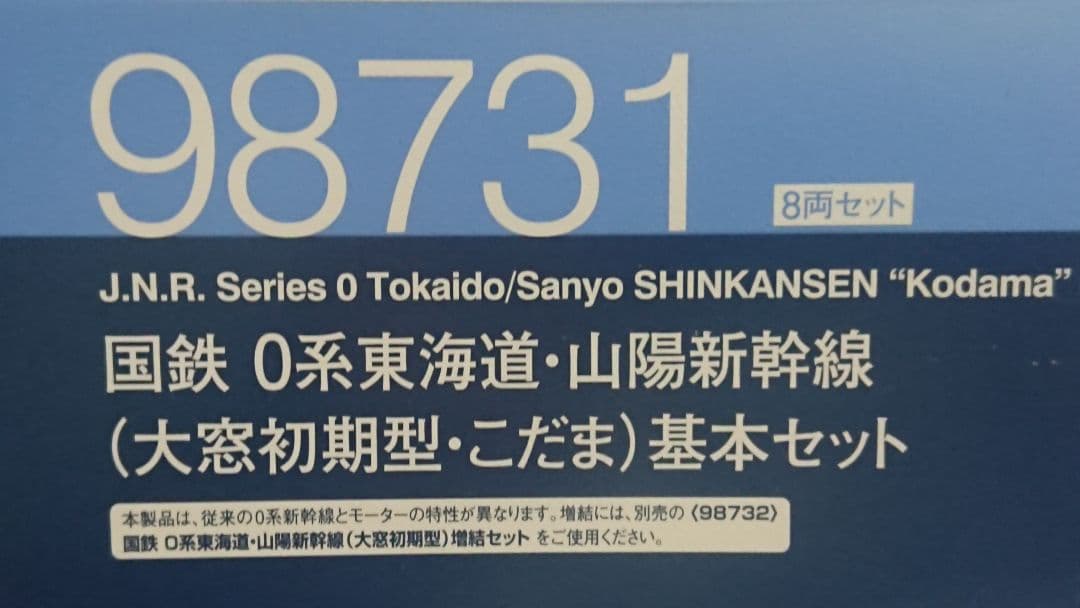 98731
8両セット
J.N.R. Series 0 Tokaido/Sanyo SHINKANSEN “Kodama”
国鉄 0系東海道・山陽新幹線
(大窓初期型・こだま)基本セット
本製品は、従来の0系新幹線とモーターの特性が異なります。増結には、別売の〈98732〉
国鉄 0系東海道・山陽新幹線(大窓初期型)増結セット をご使用ください。